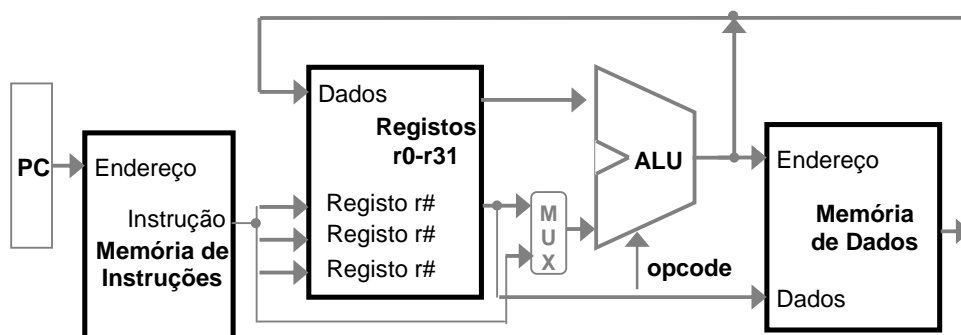 PC
Endereço
Instrução
Memória de
Instruções
Dados
Registos
r0-r31
Registo r#
Registo r#
Registo r#
M
U
X
ALU
opcode
Endereço
Memória
de Dados
Dados